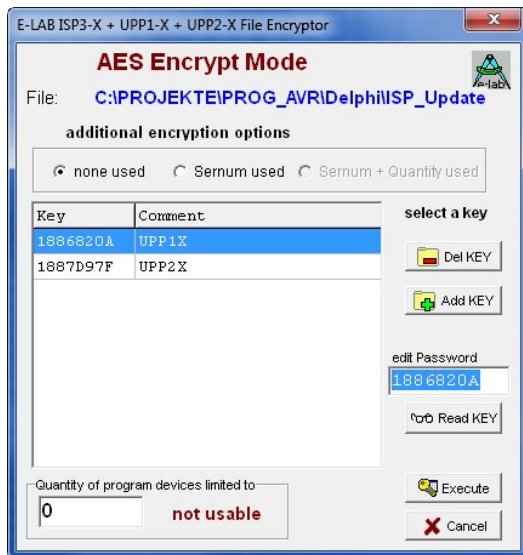 E-LAB ISP3-X + UPP1-X + UPP2-X File Encryptor
AES Encrypt Mode
e-lab
File: C:\PROJEKTE\PROG_AVR\Delphi\ISP_Update
additional encryption options
none used Sernum used Sernum + Quantity used
Key Comment
1886820A UPP1X
1887D97F UPP2X
select a key
Del KEY
Add KEY
edit Password
1886820A
Read KEY
Quantity of program devices limited to
0 not usable
Execute
Cancel